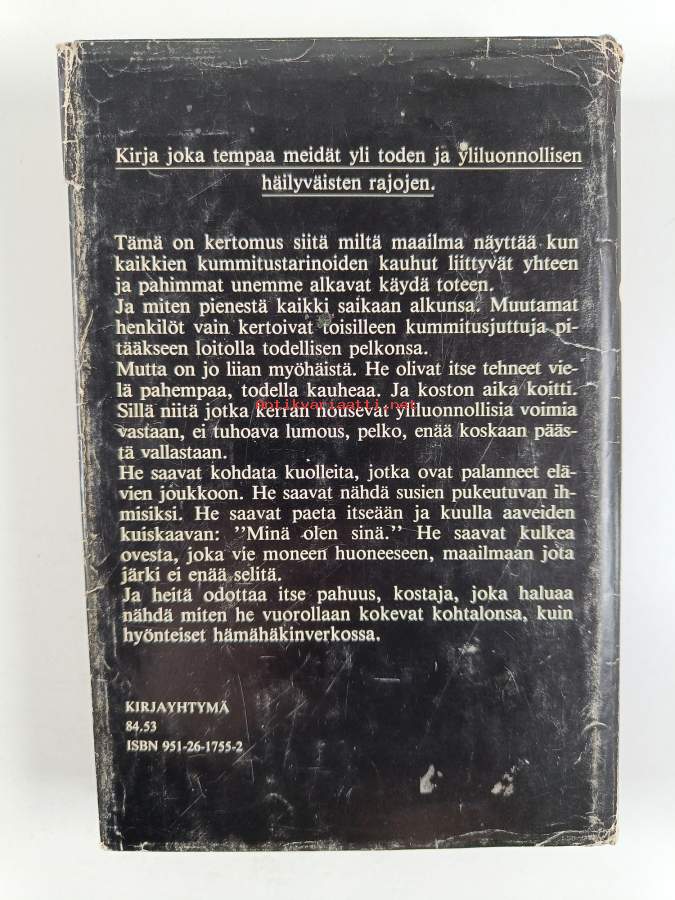 Kirja joka tempaa meidät yli toden ja yliluonnollisen
häilyväisten rajojen.
Tämä on kertomus siitä miltä maailma näyttää kun
kaikkien kummitustarinoiden kauhut liittyvät yhteen
ja pahimmat unemme alkavat käydä toteen.
Ja miten pienestä kaikki saikaan alkunsa. Muutamat
henkilöt vain kertoivat toisilleen kummitusjuttuja pi-
tääkseen loitolla todellisen pelkonsa.
Mutta on jo liian myöhäistä. He olivat itse tehneet vie-
lä pahempaa, todella kauheaa. Ja koston aika koitti.
Sillä niitä jotka kerran nousevat yliluonnollisia voimia
Antikvariaatti.net
vastaan, ei tuhoava lumous, pelko, enää koskaan pääs-
tä vallastaan.
He saavat kohdata kuolleita, jotka ovat palanneet elä-
vien joukkoon. He saavat nähdä susien pukeutuvan ih-
misiksi. He saavat paeta itseään ja kuulla aaveiden
kuiskaavan: ''Minä olen sinä.'' He saavat kulkea
ovesta, joka vie moneen huoneeseen, maailmaan jota
järki ei enää selitä.
Ja heitä odottaa itse pahuus, kostaja, joka haluaa
nähdä miten he vuorollaan kokevat kohtalonsa, kuin
hyönteiset hämähäkinverkossa.
KIRJAYHTYMÄ
84.53
ISBN 951-26-1755-2